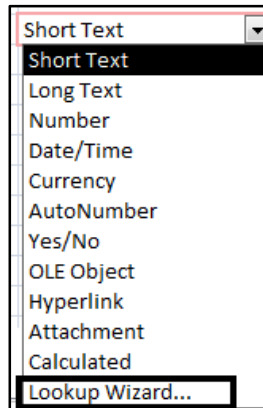 Short Text
Short Text
Long Text
Number
Date/Time
Currency
AutoNumber
Yes/No
OLE Object
Hyperlink
Attachment
Calculated
Lookup Wizard...